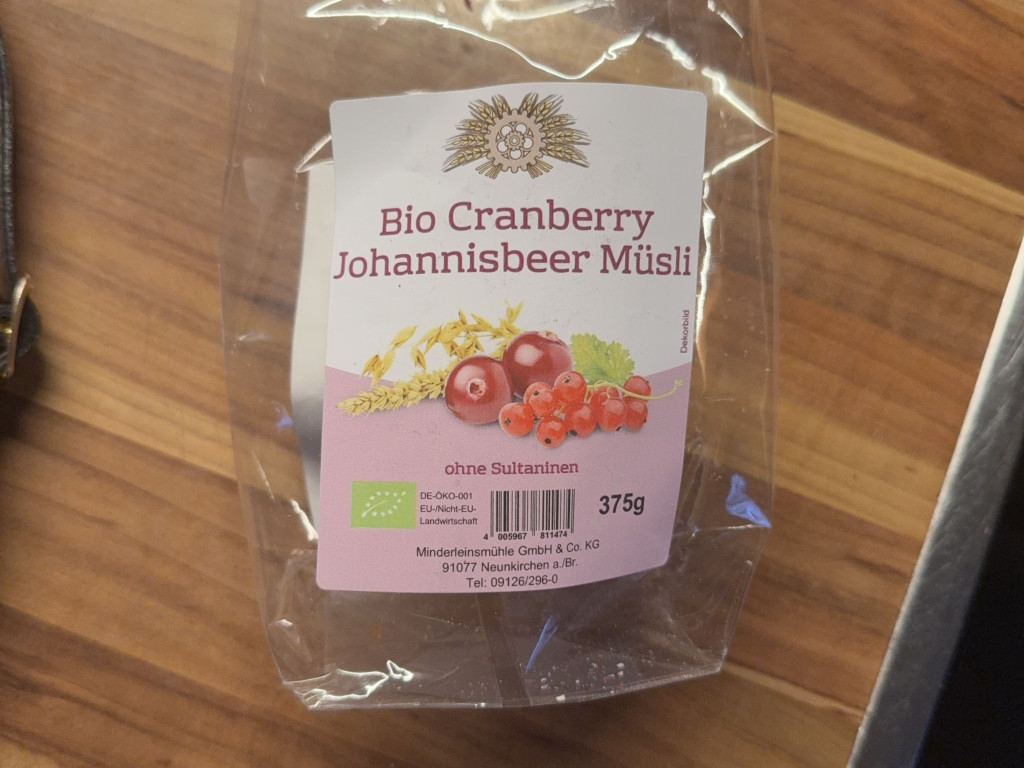 Bio Cranberry
Johannisbeer Müsli
Dekorbild
ohne Sultaninen
DE-ÖKO-001
EU-/Nicht-EU-
Landwirtschaft
375g
4 005967 811474
Minderleinsmühle GmbH & Co. KG
91077 Neunkirchen a./Br.
Tel: 09126/296-0